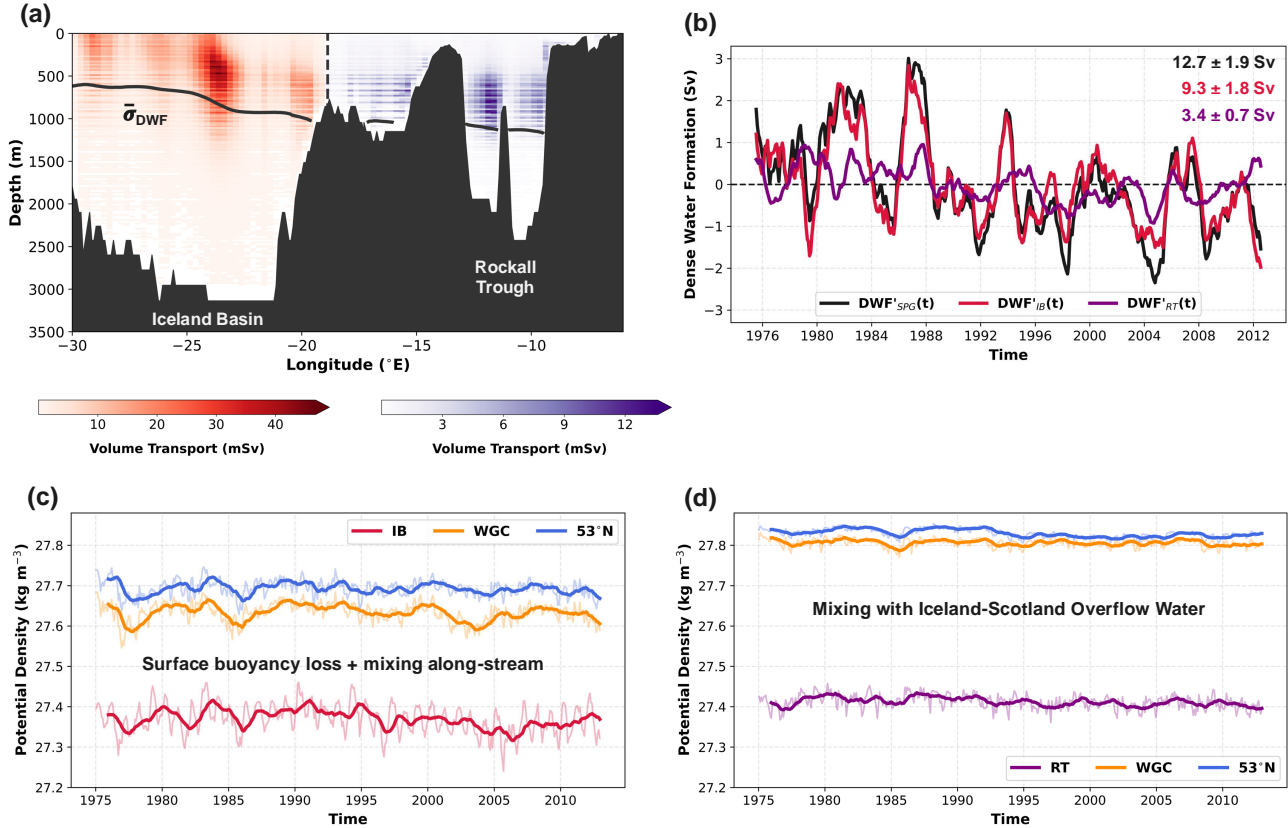 (a)
0
500
1000
1500
2000
2500
3000
3500
Depth (m)
σ̄DWF
Iceland Basin
Rockall
Trough
−30
−25
−20
−15
−10
Longitude (°E)
10
20
30
40
Volume Transport (mSv)
3
6
9
12
Volume Transport (mSv)
(b)
3
2
1
0
−1
−2
−3
Dense Water Formation (Sv)
12.7 ± 1.9 Sv
9.3 ± 1.8 Sv
3.4 ± 0.7 Sv
DWF'SPG(t) DWF'IB(t) DWF'RT(t)
1976 1980 1984 1988 1992 1996 2000 2004 2008 2012
Time
(c)
27.8
27.7
27.6
27.5
27.4
27.3
27.2
Potential Density (kg m⁻³)
IB WGC 53°N
Surface buoyancy loss + mixing along-stream
1975 1980 1985 1990 1995 2000 2005 2010
Time
(d)
27.8
27.7
27.6
27.5
27.4
27.3
27.2
Potential Density (kg m⁻³)
Mixing with Iceland-Scotland Overflow Water
RT WGC 53°N
1975 1980 1985 1990 1995 2000 2005 2010
Time